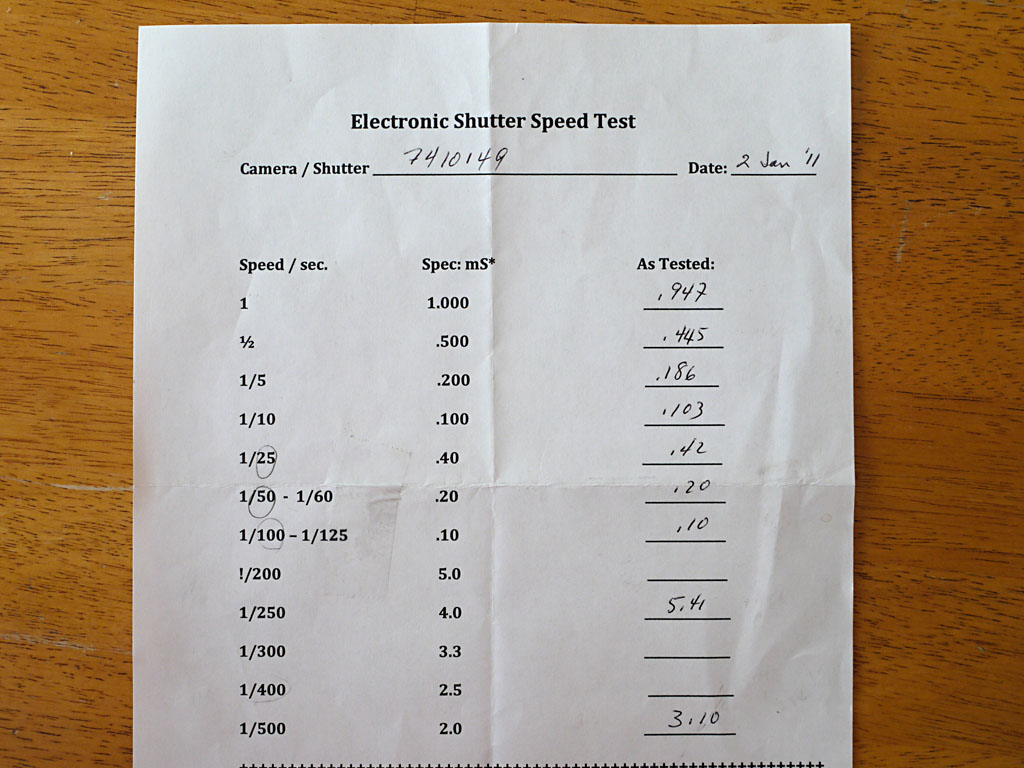 Electronic Shutter Speed Test
Camera / Shutter 7410149 Date: 2 Jan '11
Speed / sec. Spec: mS* As Tested:
1 1.000 .947
½ .500 .445
1/5 .200 .186
1/10 .100 .103
1/25 .40 .42
1/50 - 1/60 .20 .20
1/100 – 1/125 .10 .10
!/200 5.0
1/250 4.0 5.41
1/300 3.3
1/400 2.5
1/500 2.0 3.10
++++++++++++++++++++++++++++++++++++++++++++++++++++++++++++++